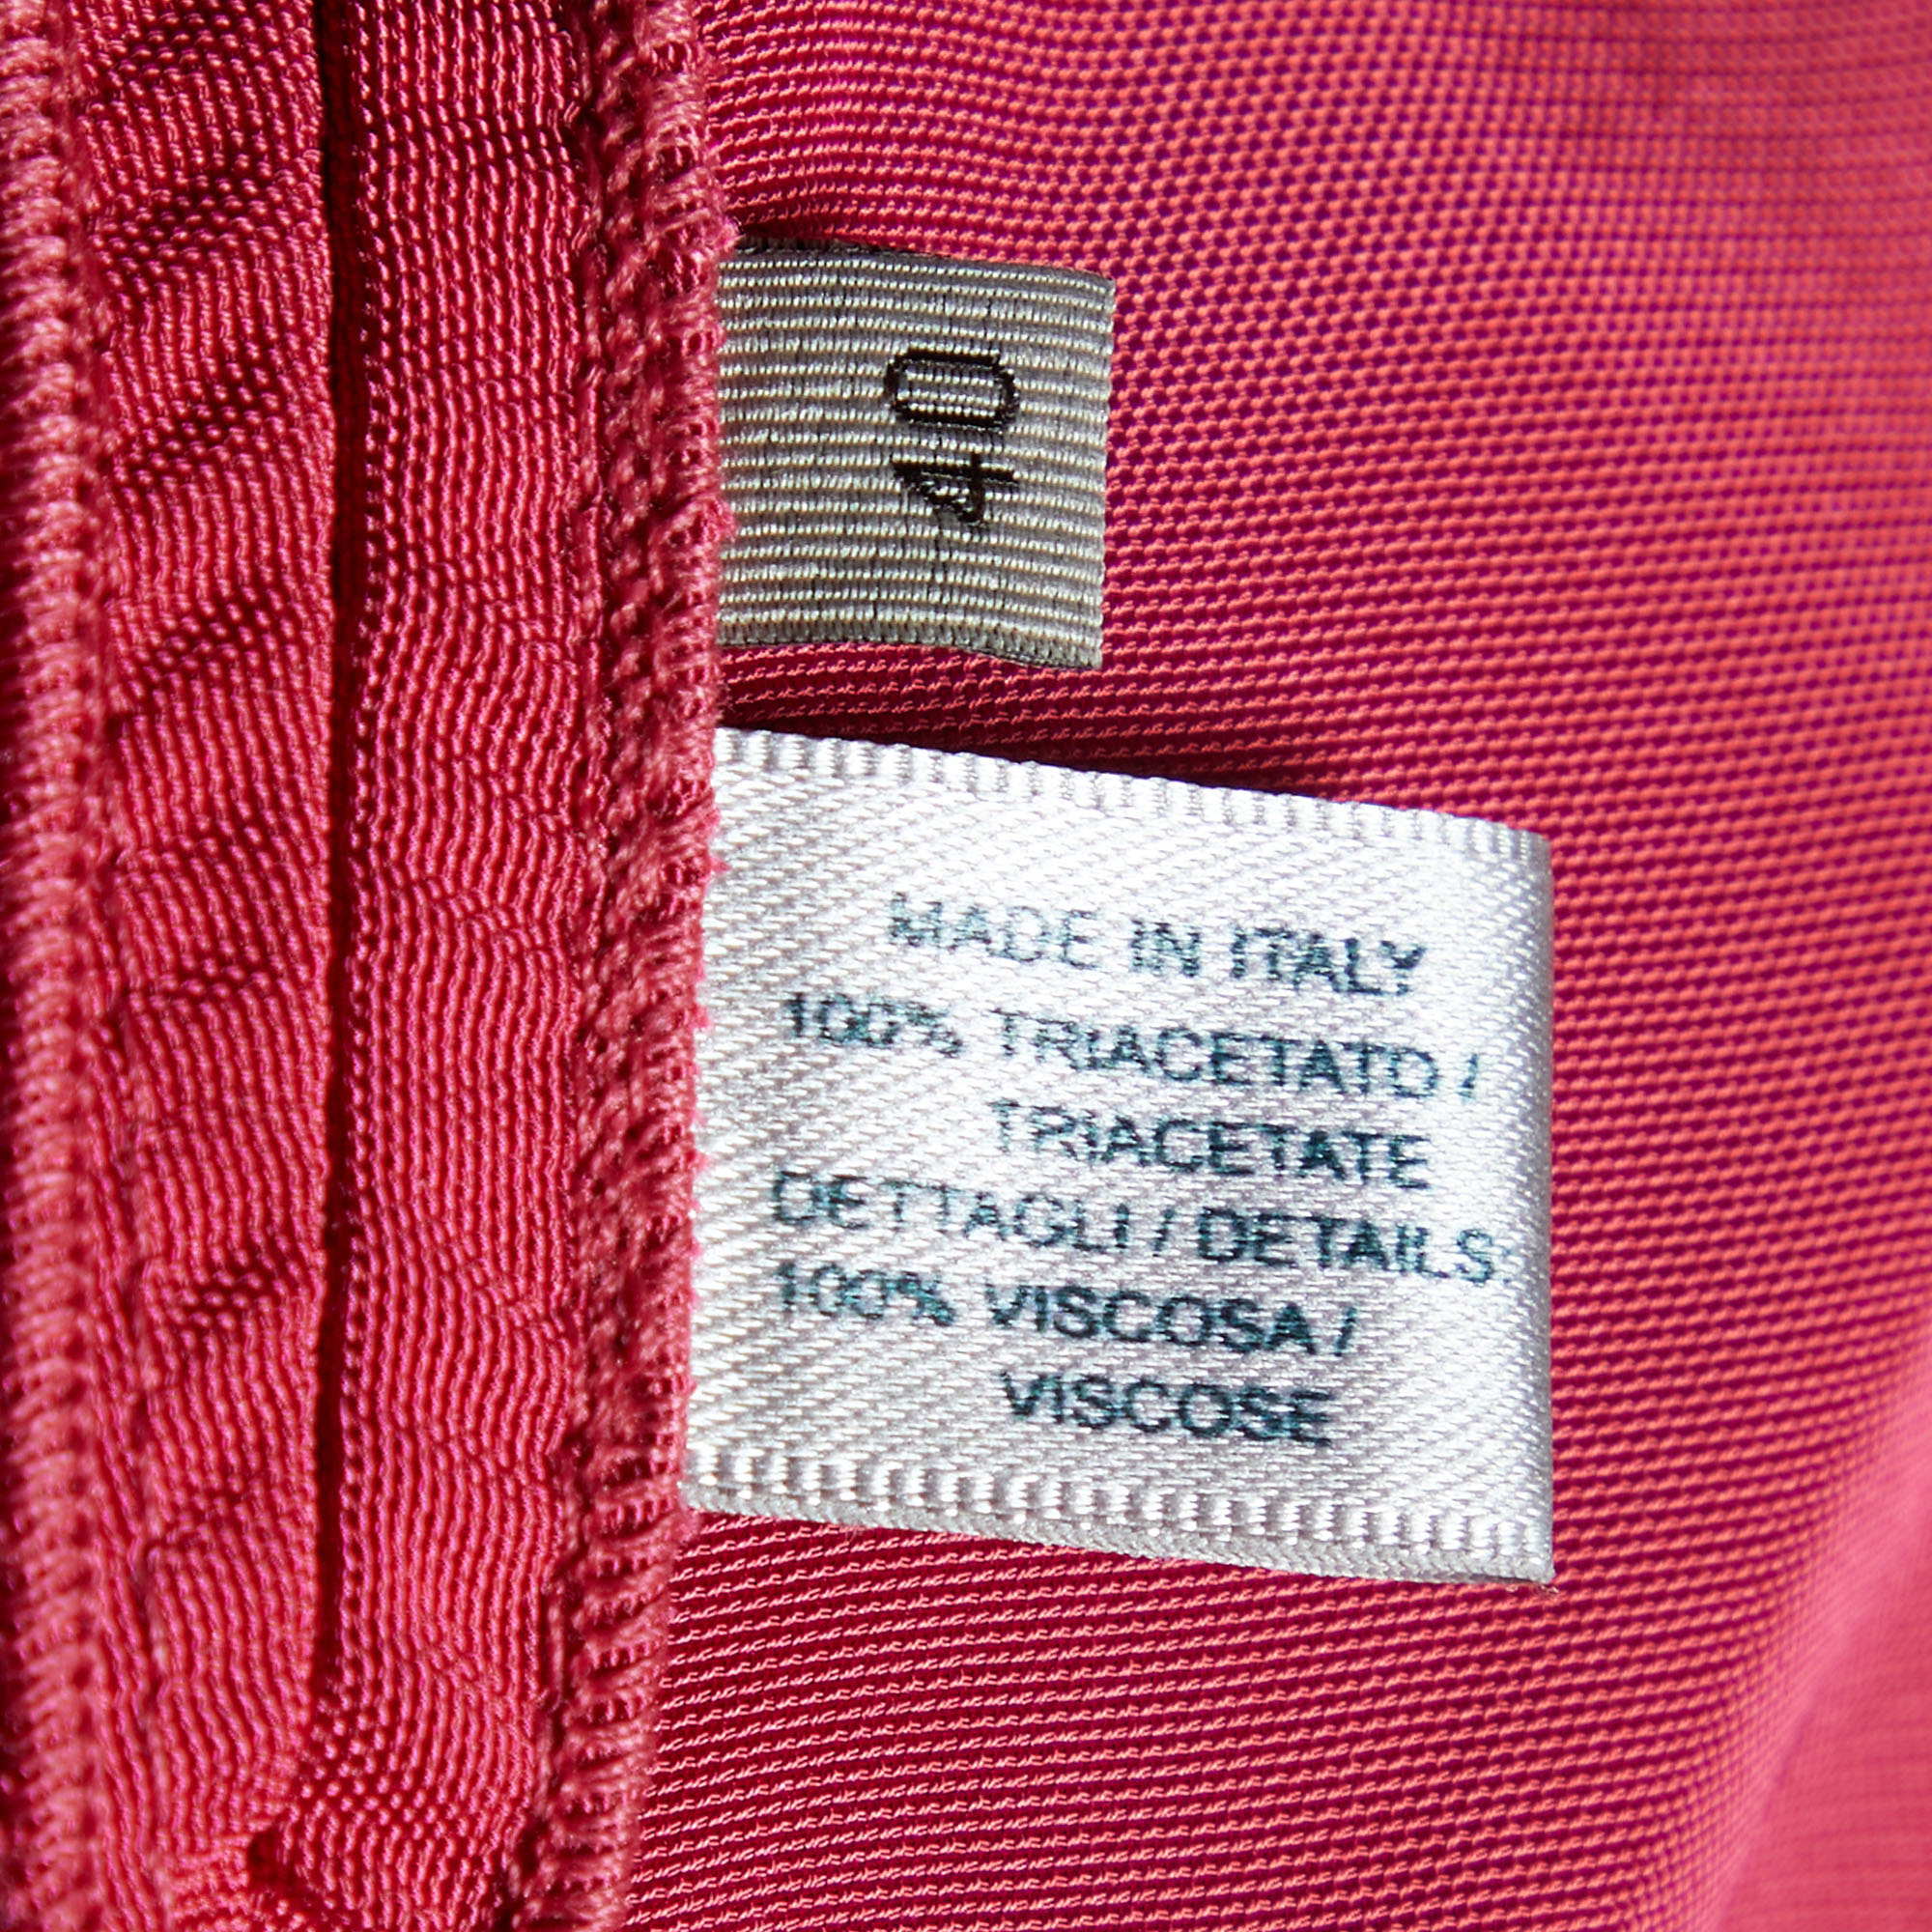 40
MADE IN ITALY
100% TRIACETATO /
TRIACETATE
DETTAGLI / DETAILS:
100% VISCOSA /
VISCOSE